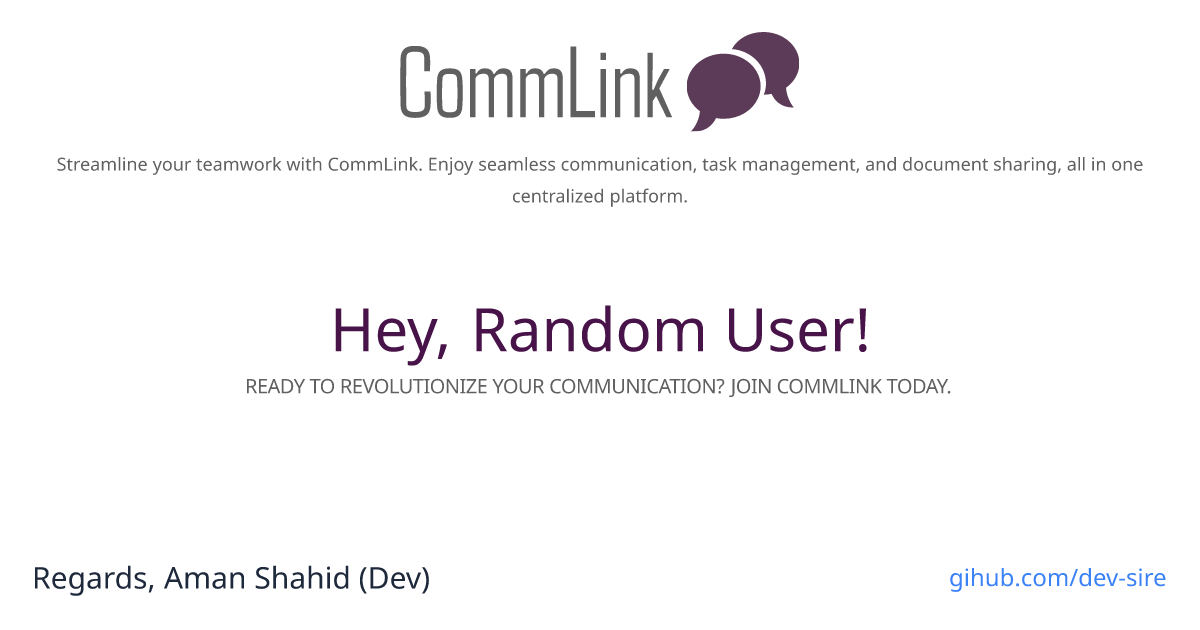 CommLink
Streamline your teamwork with CommLink. Enjoy seamless communication, task management, and document sharing, all in one
centralized platform.
Hey, Random User!
READY TO REVOLUTIONIZE YOUR COMMUNICATION? JOIN COMMLINK TODAY.
Regards, Aman Shahid (Dev)
gihub.com/dev-sire